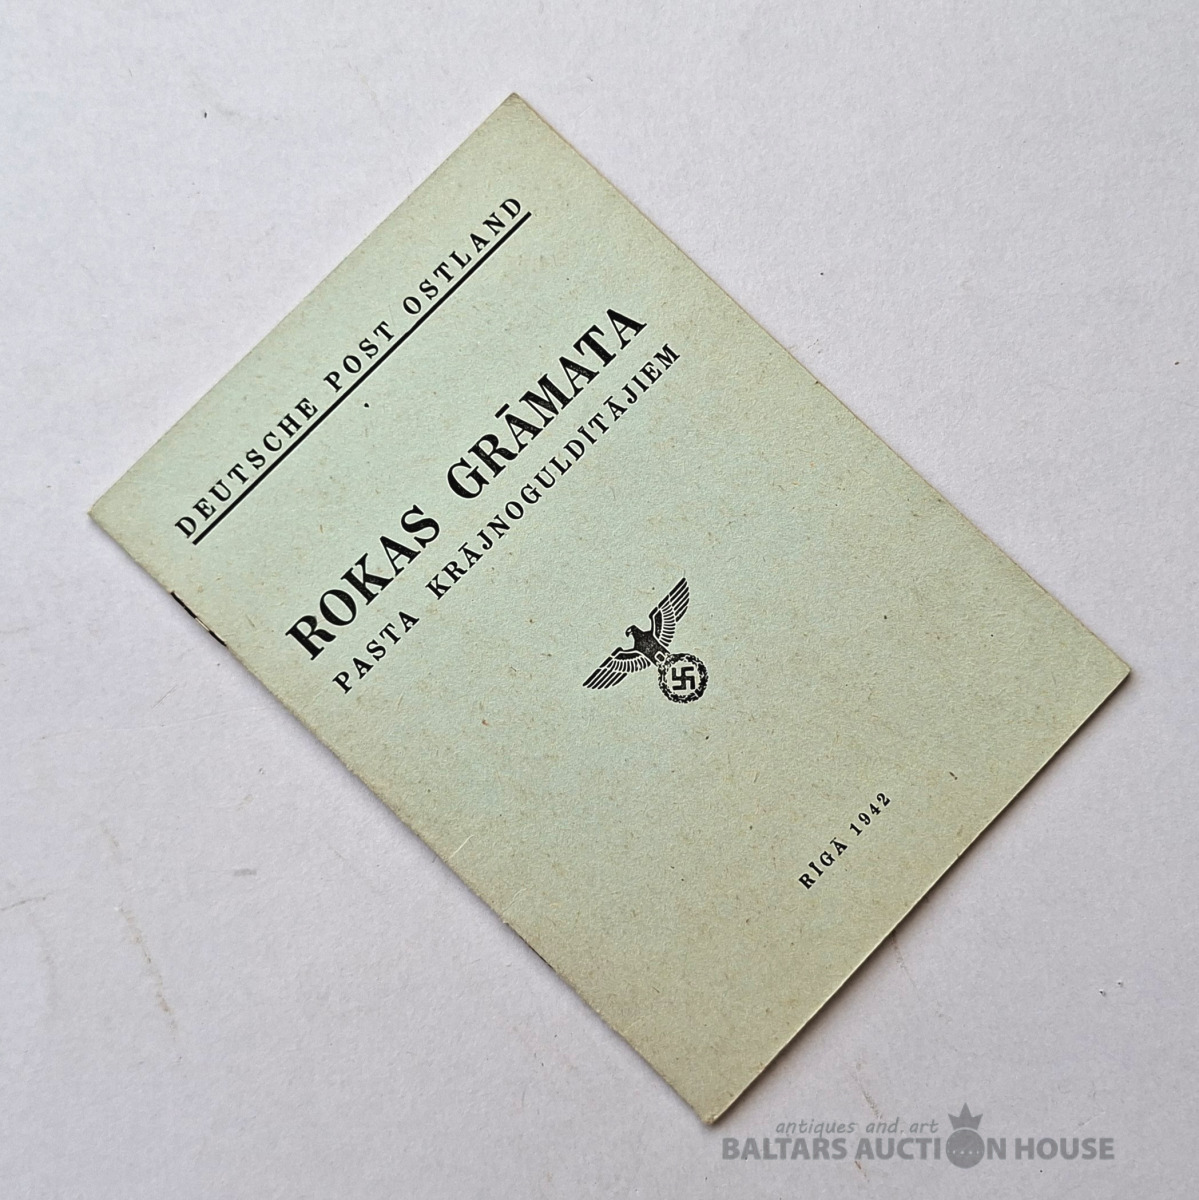 DEUTSCHE POST OSTLAND
ROKAS GRĀMATA
PASTA KRĀJNOGULDĪTĀJIEM
RĪGĀ 1942
antiques and art
BALTARS AUCTION HOUSE